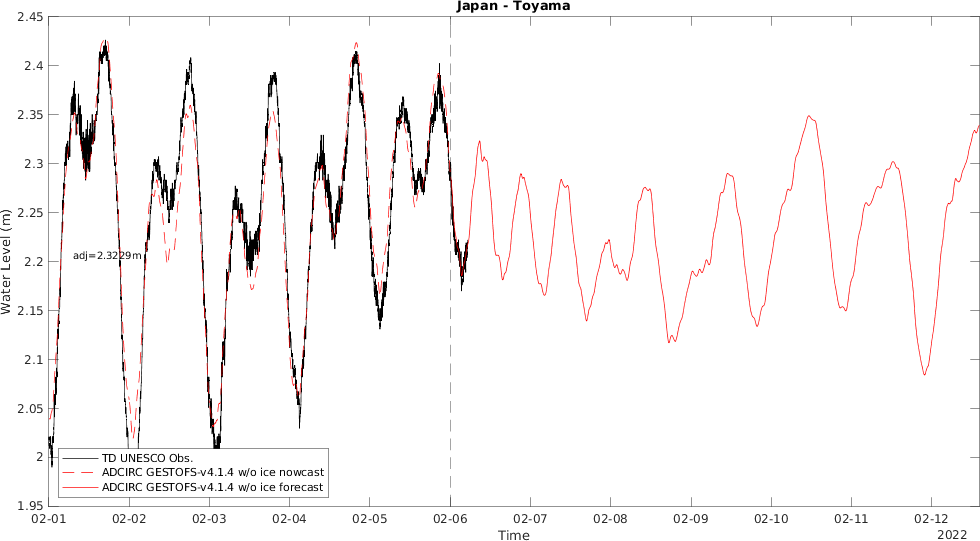 Japan - Toyama
2.45
2.4
2.35
2.3
2.25
2.2
2.15
2.1
2.05
2
1.95
Water Level (m)
adj=2.3229m
TD UNESCO Obs.
ADCIRC GESTOFS-v4.1.4 w/o ice nowcast
ADCIRC GESTOFS-v4.1.4 w/o ice forecast
02-01 02-02 02-03 02-04 02-05 02-06 02-07 02-08 02-09 02-10 02-11 02-12
Time
2022